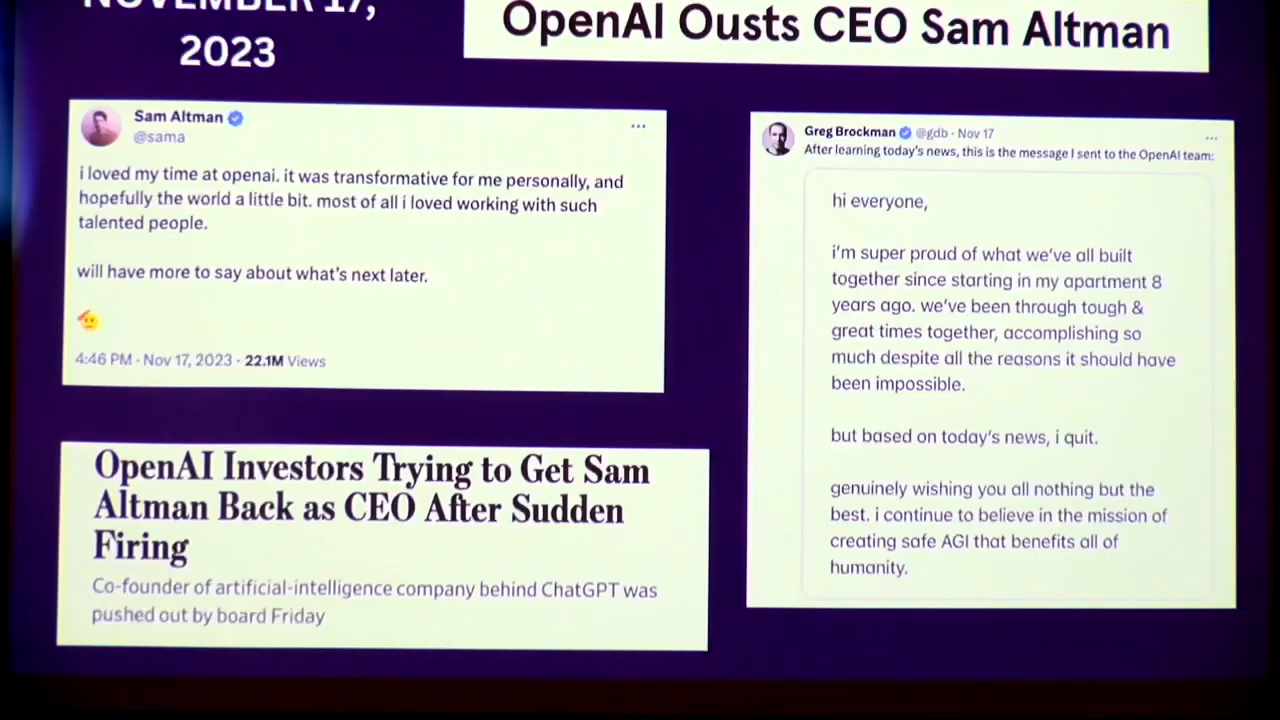 NOVEMBER 17,
2023
OpenAI Ousts CEO Sam Altman
Sam Altman
@sama
i loved my time at openai. it was transformative for me personally, and
hopefully the world a little bit. most of all i loved working with such
talented people.
will have more to say about what's next later.
4:46 PM · Nov 17, 2023 · 22.1M Views
OpenAI Investors Trying to Get Sam
Altman Back as CEO After Sudden
Firing
Co-founder of artificial-intelligence company behind ChatGPT was
pushed out by board Friday
Greg Brockman @gdb · Nov 17
After learning today's news, this is the message I sent to the OpenAI team:
hi everyone,
i'm super proud of what we've all built
together since starting in my apartment 8
years ago. we've been through tough &
great times together, accomplishing so
much despite all the reasons it should have
been impossible.
but based on today's news, i quit.
genuinely wishing you all nothing but the
best. i continue to believe in the mission of
creating safe AGI that benefits all of
humanity.